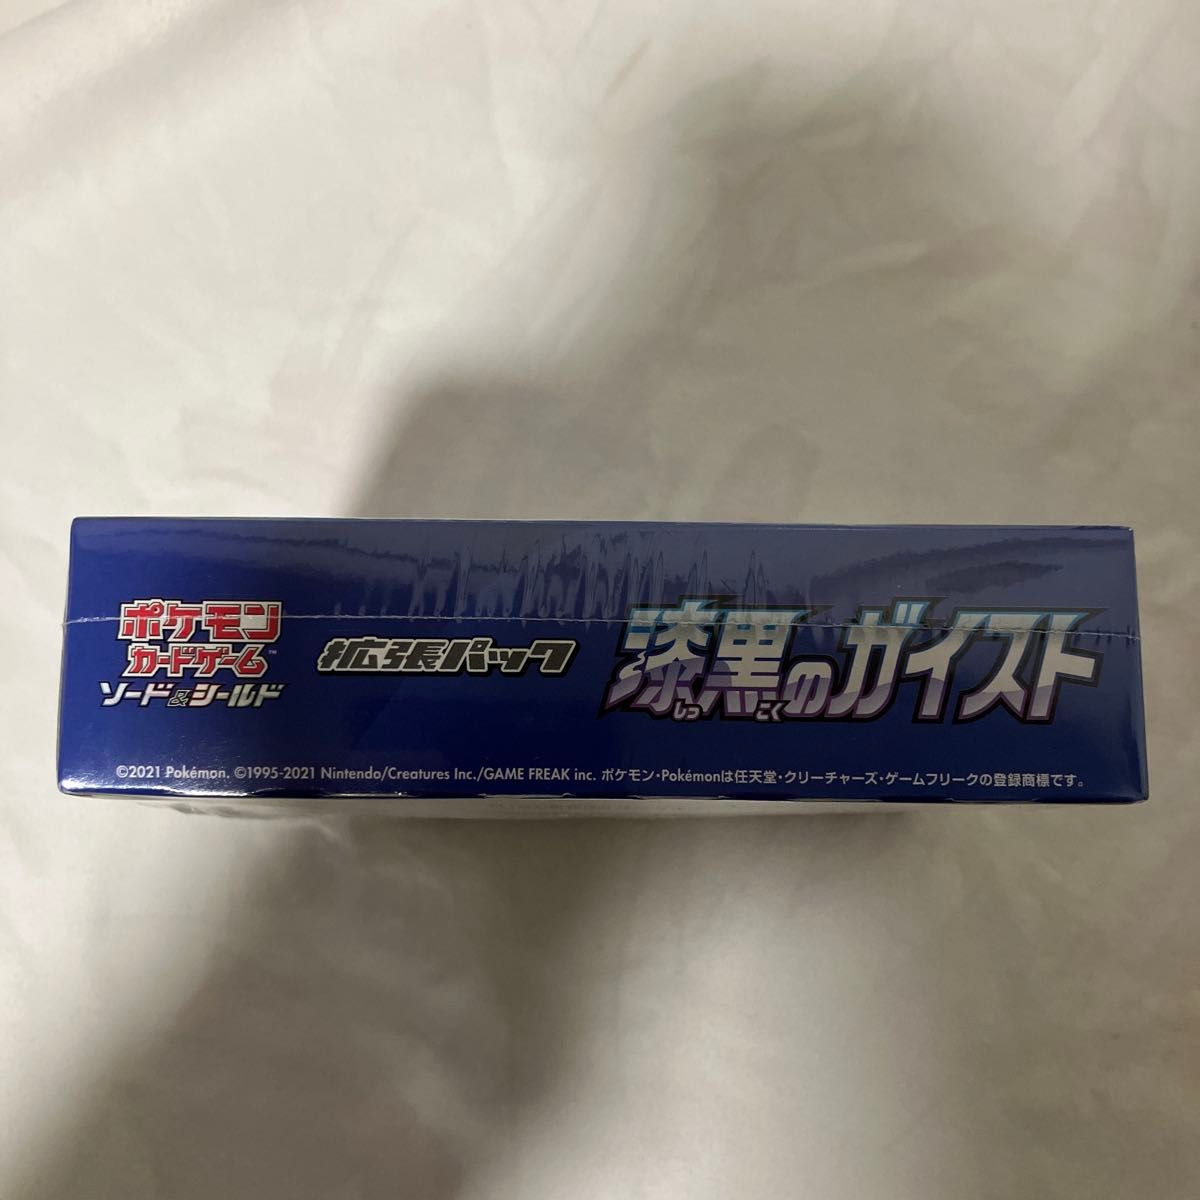 ポケモン
カードゲーム™
ソード&シールド
拡張パック
漆黒のガイスト
しっ こく
©2021 Pokémon. ©1995-2021 Nintendo/Creatures Inc./GAME FREAK inc. ポケモン・Pokémonは任天堂・クリーチャーズ・ゲームフリークの登録商標です。